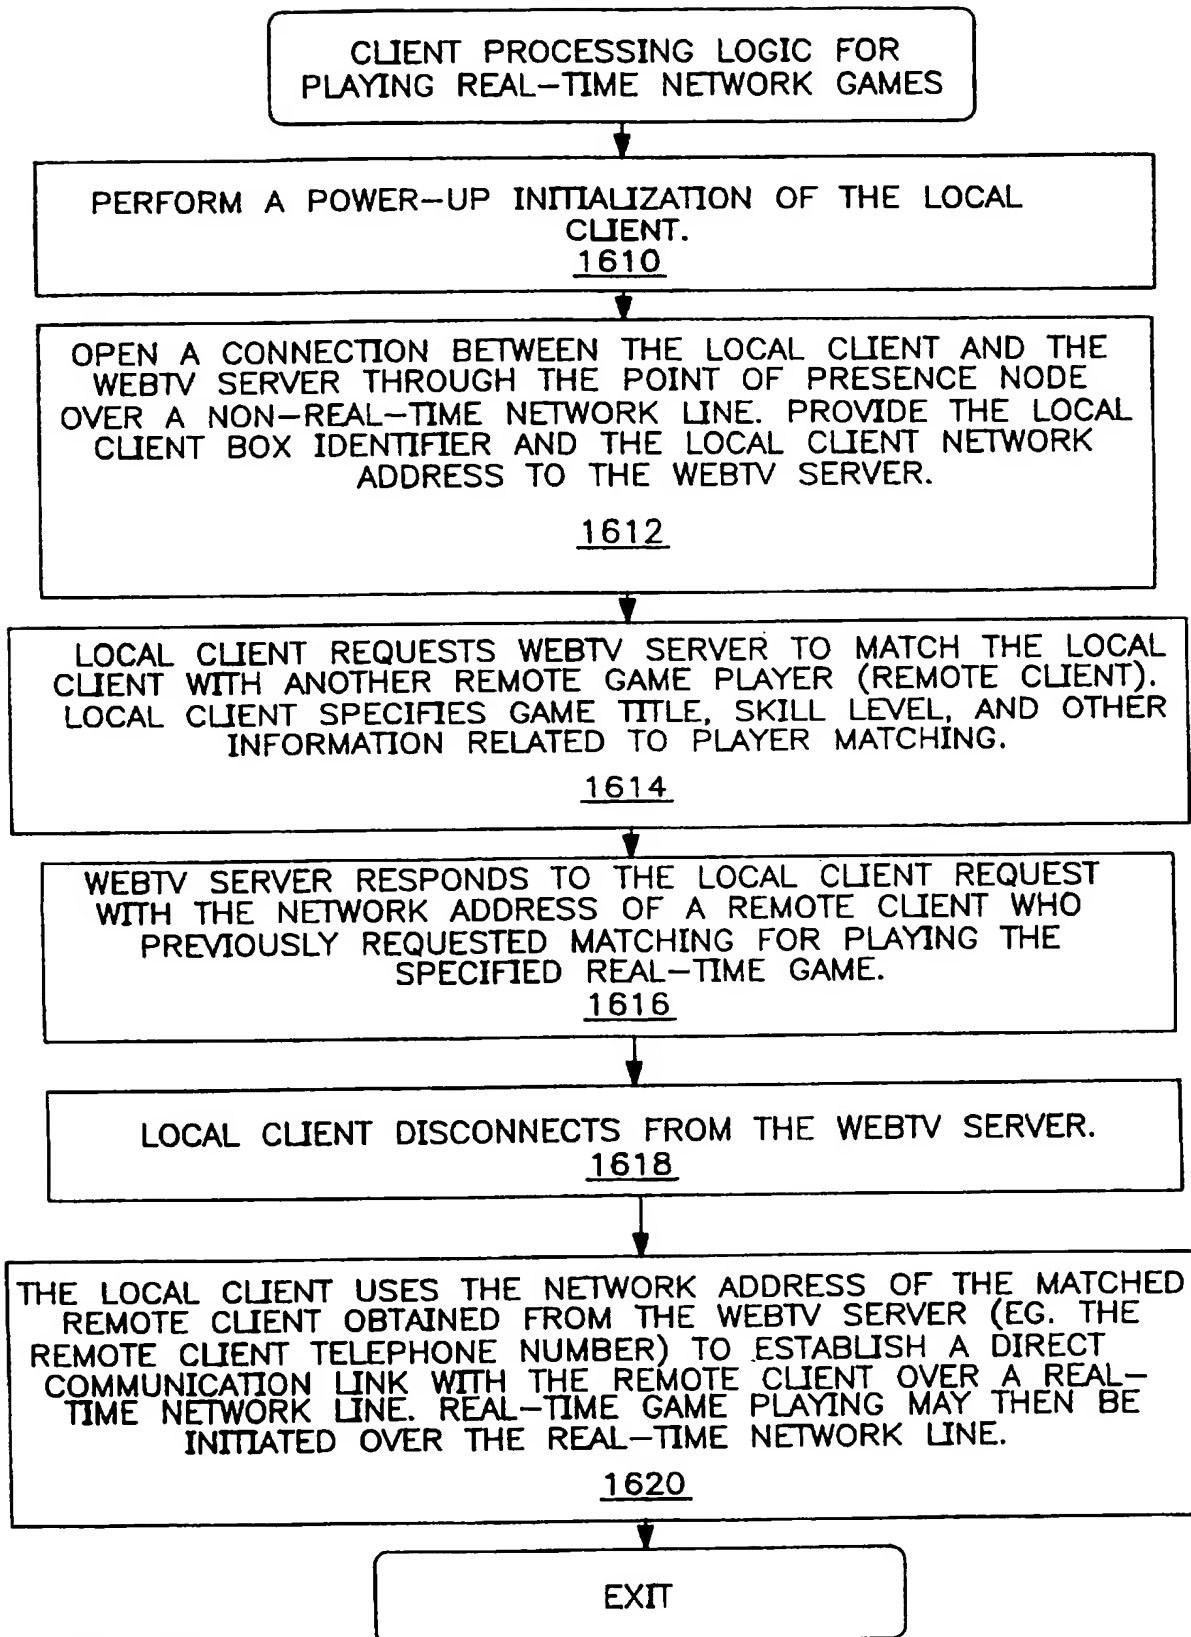 CLIENT PROCESSING LOGIC FOR
PLAYING REAL-TIME NETWORK GAMES
PERFORM A POWER-UP INITIALIZATION OF THE LOCAL
CLIENT.
1610
OPEN A CONNECTION BETWEEN THE LOCAL CLIENT AND THE
WEBTV SERVER THROUGH THE POINT OF PRESENCE NODE
OVER A NON-REAL-TIME NETWORK LINE. PROVIDE THE LOCAL
CLIENT BOX IDENTIFIER AND THE LOCAL CLIENT NETWORK
ADDRESS TO THE WEBTV SERVER.
1612
LOCAL CLIENT REQUESTS WEBTV SERVER TO MATCH THE LOCAL
CLIENT WITH ANOTHER REMOTE GAME PLAYER (REMOTE CLIENT).
LOCAL CLIENT SPECIFIES GAME TITLE, SKILL LEVEL, AND OTHER
INFORMATION RELATED TO PLAYER MATCHING.
1614
WEBTV SERVER RESPONDS TO THE LOCAL CLIENT REQUEST
WITH THE NETWORK ADDRESS OF A REMOTE CLIENT WHO
PREVIOUSLY REQUESTED MATCHING FOR PLAYING THE
SPECIFIED REAL-TIME GAME.
1616
LOCAL CLIENT DISCONNECTS FROM THE WEBTV SERVER.
1618
THE LOCAL CLIENT USES THE NETWORK ADDRESS OF THE MATCHED
REMOTE CLIENT OBTAINED FROM THE WEBTV SERVER (EG. THE
REMOTE CLIENT TELEPHONE NUMBER) TO ESTABLISH A DIRECT
COMMUNICATION LINK WITH THE REMOTE CLIENT OVER A REAL-
TIME NETWORK LINE. REAL-TIME GAME PLAYING MAY THEN BE
INITIATED OVER THE REAL-TIME NETWORK LINE.
1620
EXIT